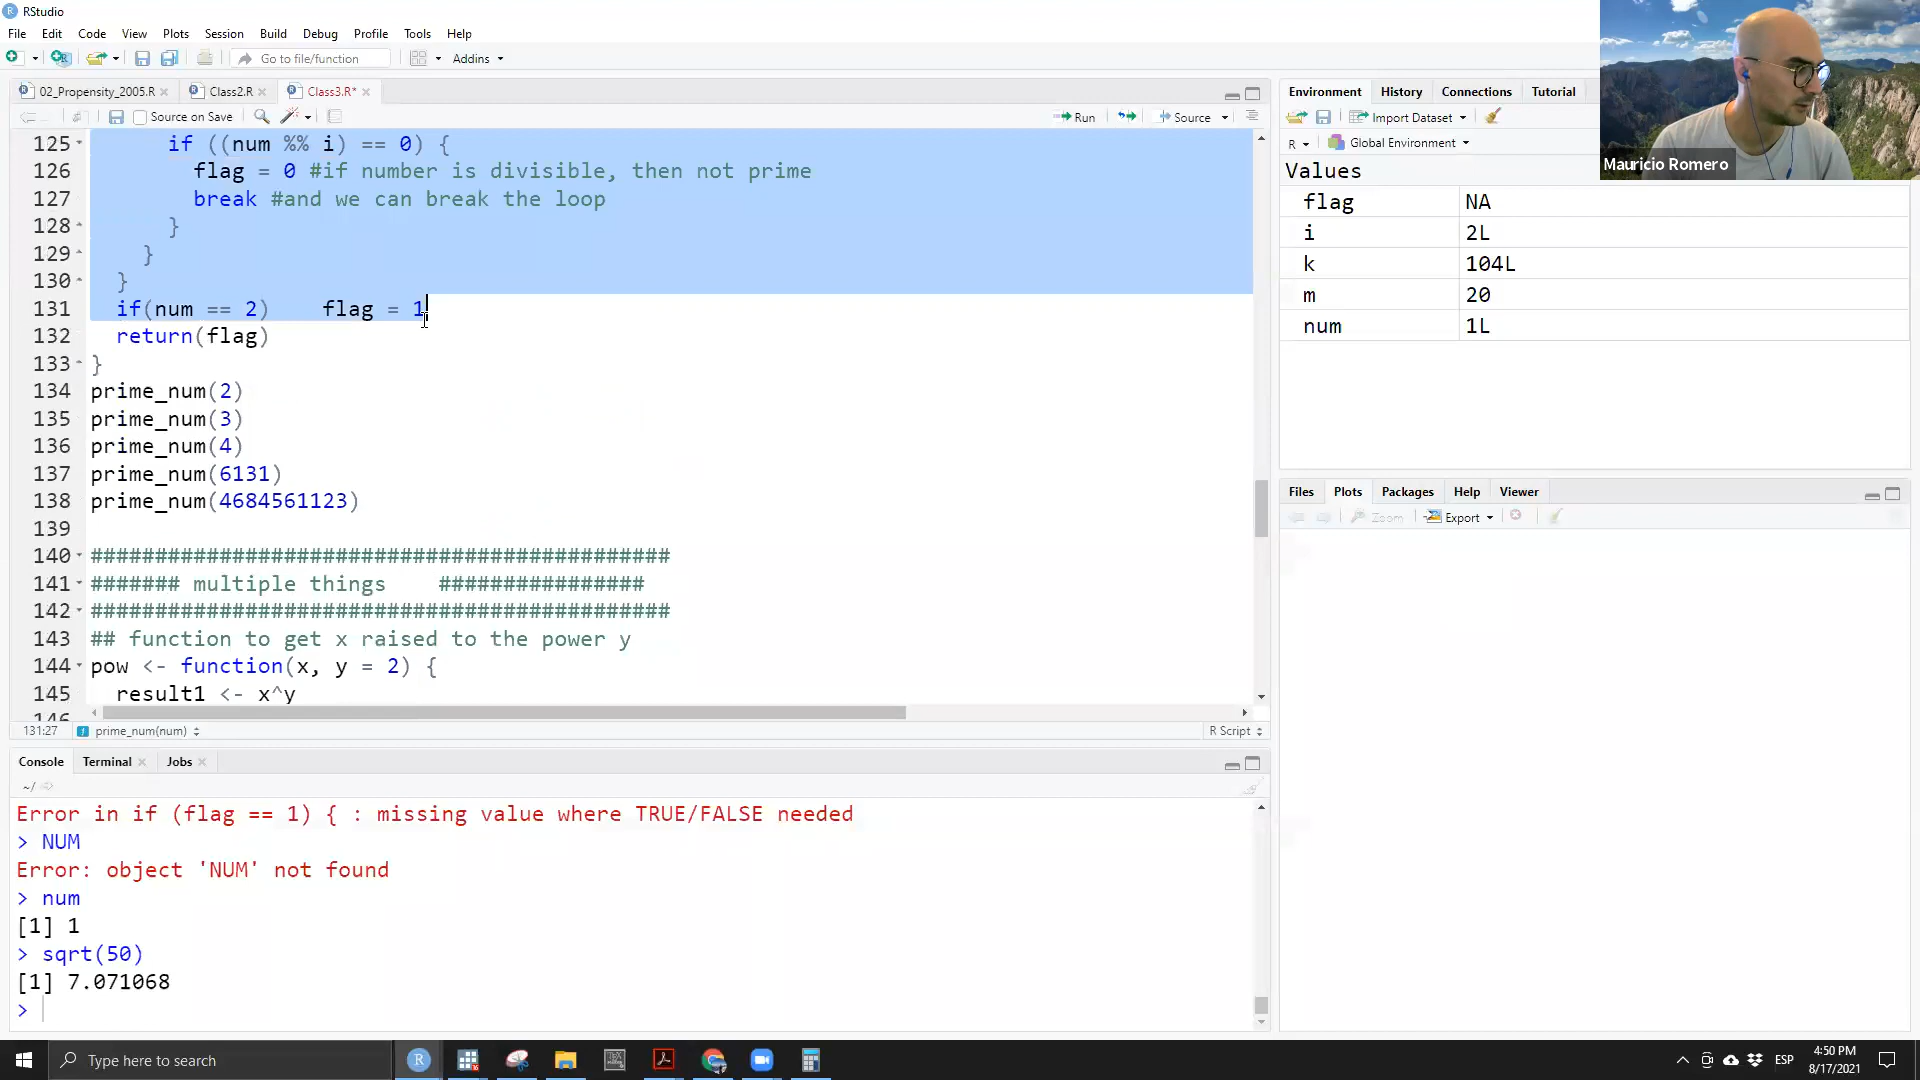 RStudio
File Edit Code View Plots Session Build Debug Profile Tools Help
Go to file/function Addins
02_Propensity_2005.R Class2.R Class3.R*
Source on Save Run Source
125 if ((num %% i) == 0) {
126 flag = 0 #if number is divisible, then not prime
127 break #and we can break the loop
128 }
129 }
130 }
131 if(num == 2) flag = 1
132 return(flag)
133 }
134 prime_num(2)
135 prime_num(3)
136 prime_num(4)
137 prime_num(6131)
138 prime_num(4684561123)
139
140 #############################################
141 ####### multiple things ################
142 #############################################
143 ## function to get x raised to the power y
144 pow <- function(x, y = 2) {
145 result1 <- x^y
146
131:27 prime_num(num) R Script
Console Terminal Jobs
~/
Error in if (flag == 1) { : missing value where TRUE/FALSE needed
> NUM
Error: object 'NUM' not found
> num
[1] 1
> sqrt(50)
[1] 7.071068
>
Environment History Connections Tutorial
Import Dataset
R Global Environment
Values
flag NA
i 2L
k 104L
m 20
num 1L
Files Plots Packages Help Viewer
Zoom Export
Mauricio Romero
Type here to search
ESP
4:50 PM
8/17/2021